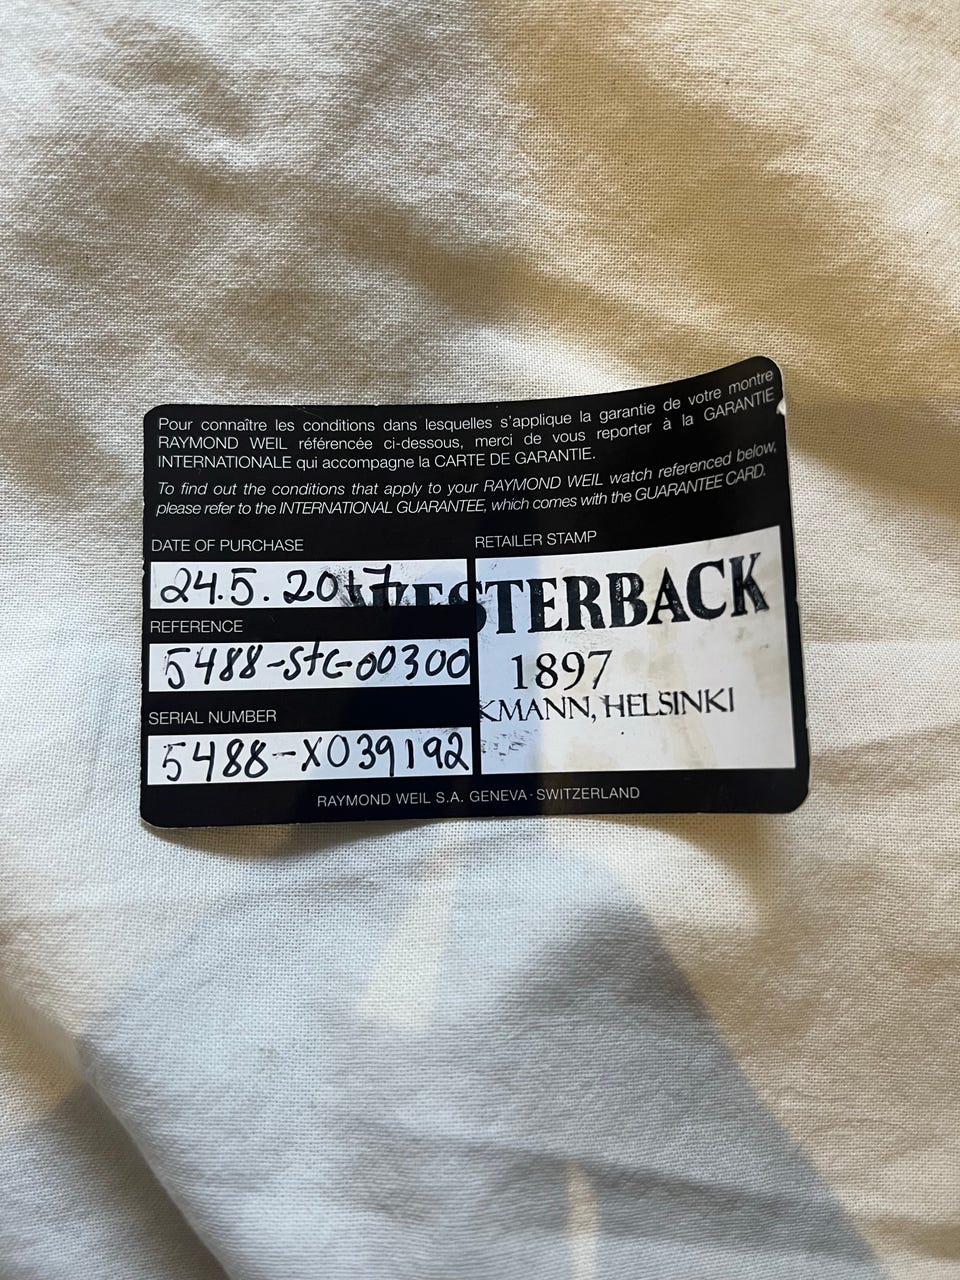 Pour connaître les conditions dans lesquelles s'applique la garantie de votre montre
RAYMOND WEIL référencée ci-dessous, merci de vous reporter à la GARANTIE
INTERNATIONALE qui accompagne la CARTE DE GARANTIE.
To find out the conditions that apply to your RAYMOND WEIL watch referenced below,
please refer to the INTERNATIONAL GUARANTEE, which comes with the GUARANTEE CARD.
DATE OF PURCHASE
24.5.2017
REFERENCE
5488-StC-00300
SERIAL NUMBER
5488-X039192
RETAILER STAMP
WESTERBACK
1897
KMANN, HELSINKI
RAYMOND WEIL S.A. GENEVA · SWITZERLAND